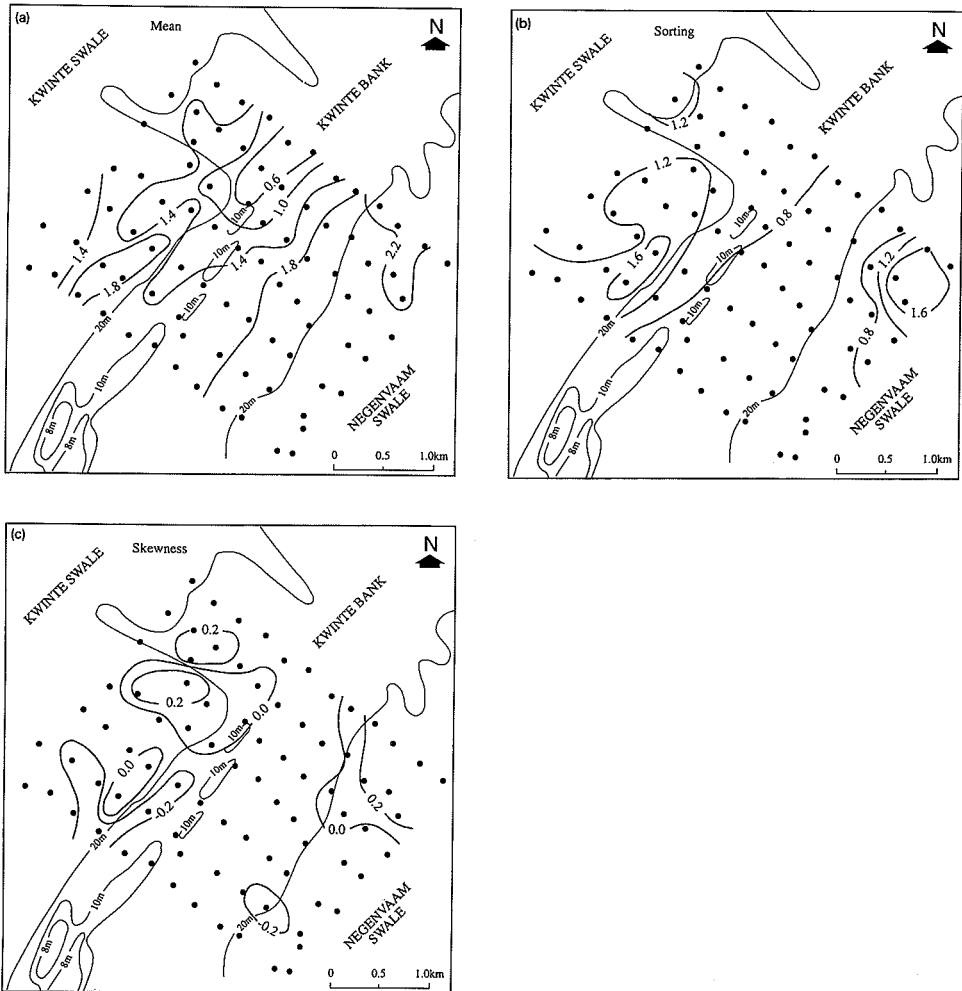 (a)
Mean
N
KWINTE SWALE
KWINTE BANK
0.6
1.0
10m
1.4
1.4
2.2
10m
1.4
1.8
1.8
10m
20m
10m
8m
8m
20m
NEGENVAAM
SWALE
0 0.5 1.0km
(b)
Sorting
N
KWINTE SWALE
KWINTE BANK
1.2
1.2
10m
0.8
1.6
10m
1.2
10m
1.6
20m
0.8
10m
8m
8m
20m
NEGENVAAM
SWALE
0 0.5 1.0km
(c)
Skewness
N
KWINTE SWALE
KWINTE BANK
0.2
0.2
0.0
10m
0.0
10m
-0.2
0.2
10m
0.0
20m
10m
8m
8m
20m
-0.2
NEGENVAAM
SWALE
0 0.5 1.0km